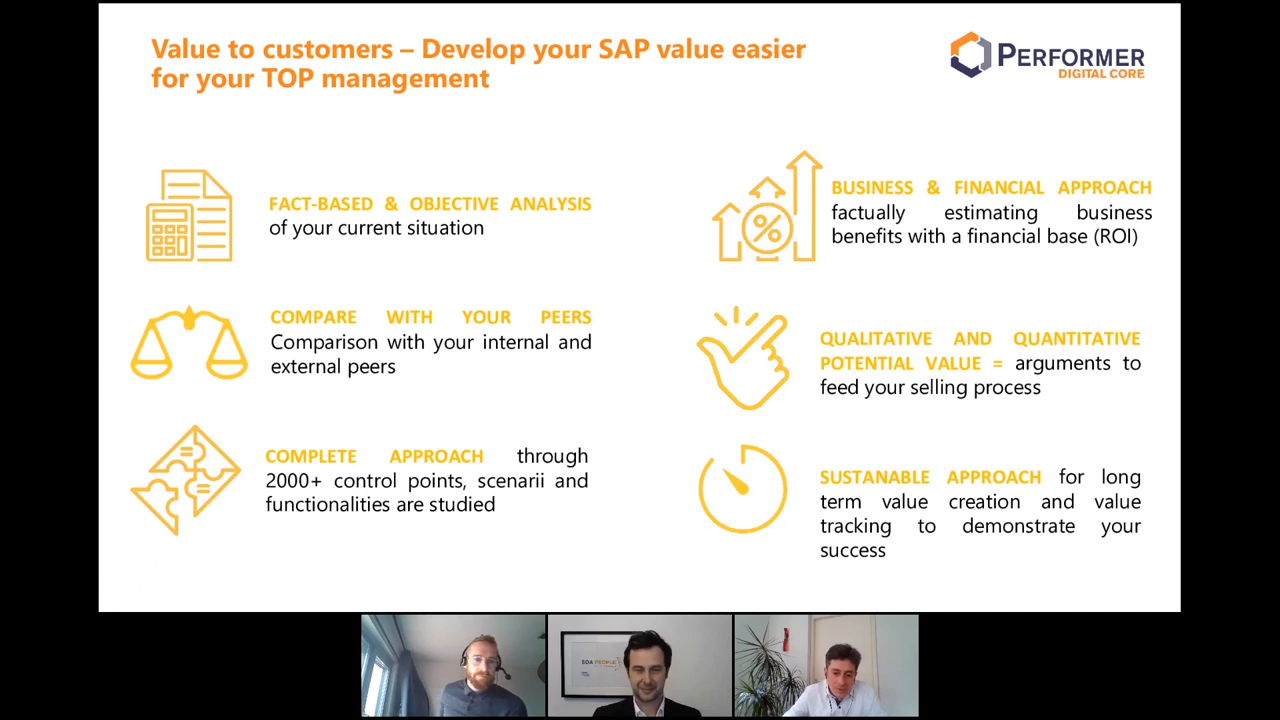 Value to customers – Develop your SAP value easier
for your TOP management
PERFORMER
DIGITAL CORE
FACT-BASED & OBJECTIVE ANALYSIS
of your current situation
COMPARE WITH YOUR PEERS
Comparison with your internal and
external peers
COMPLETE APPROACH through
2000+ control points, scenarii and
functionalities are studied
BUSINESS & FINANCIAL APPROACH
factually estimating business
benefits with a financial base (ROI)
QUALITATIVE AND QUANTITATIVE
POTENTIAL VALUE = arguments to
feed your selling process
SUSTANABLE APPROACH for long
term value creation and value
tracking to demonstrate your
success
SOA PEOPLE